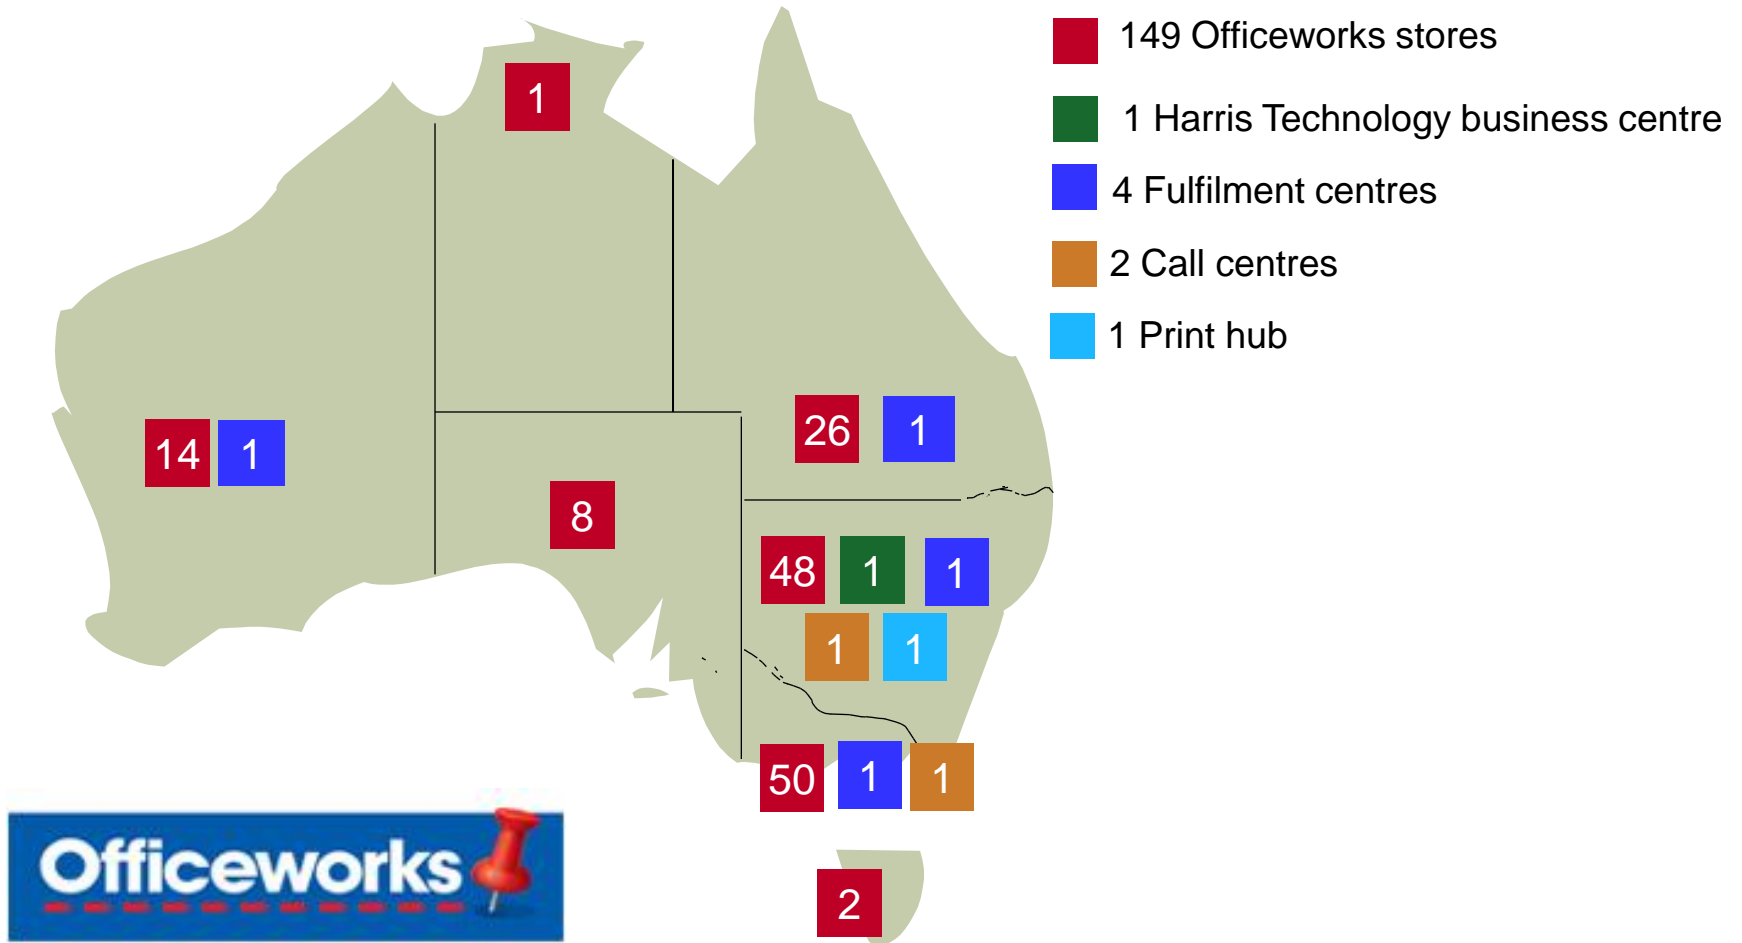 149 Officeworks stores
1 Harris Technology business centre
4 Fulfilment centres
2 Call centres
1 Print hub
1
14 1
26 1
8
48 1 1
1 1
50 1 1
2
Officeworks